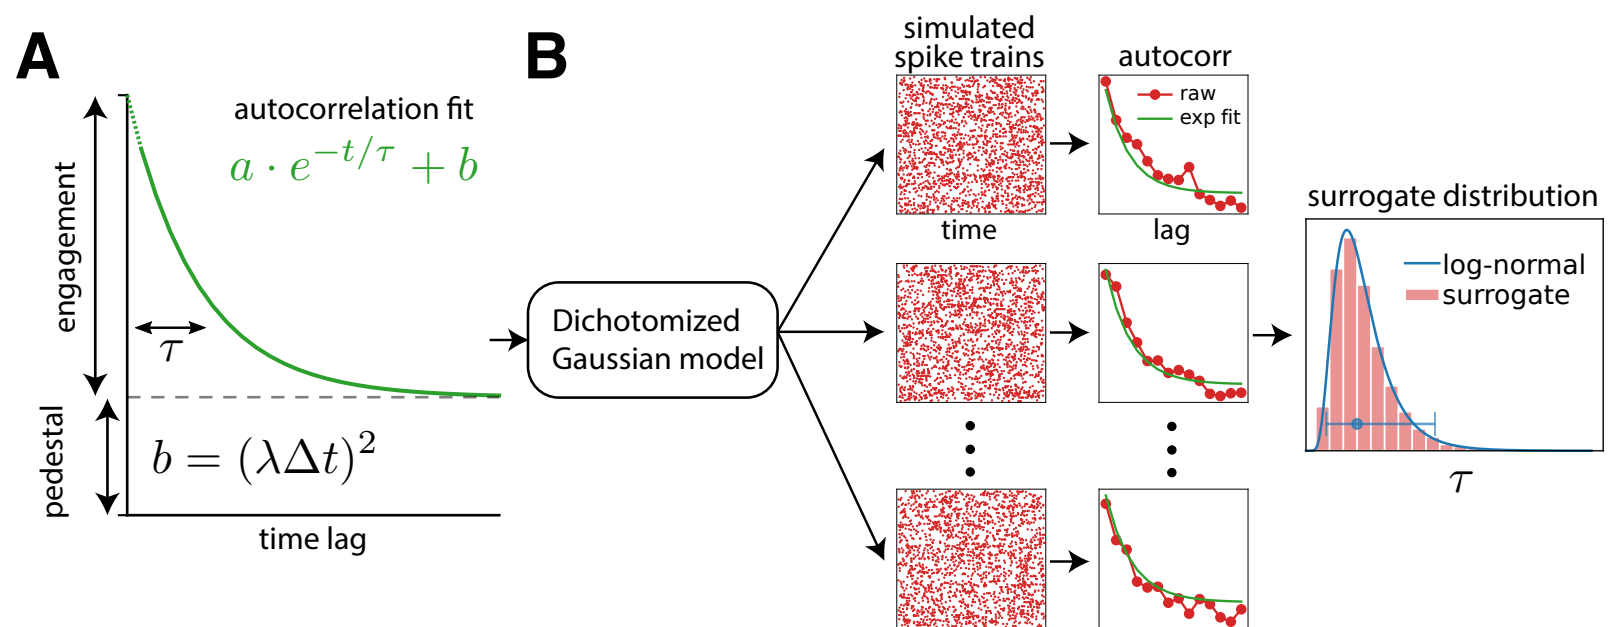 A
autocorrelation fit
a · e^{−t/τ} + b
engagement
τ
pedestal
b = (λΔt)²
time lag
B
Dichotomized
Gaussian model
simulated
spike trains
time
autocorr
raw
exp fit
lag
surrogate distribution
log-normal
surrogate
τ